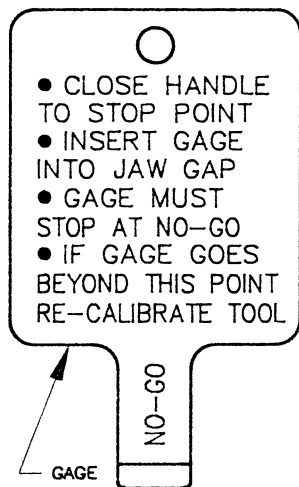 ● CLOSE HANDLE
TO STOP POINT
● INSERT GAGE
INTO JAW GAP
● GAGE MUST
STOP AT NO-GO
● IF GAGE GOES
BEYOND THIS POINT
RE-CALIBRATE TOOL
NO-GO
GAGE